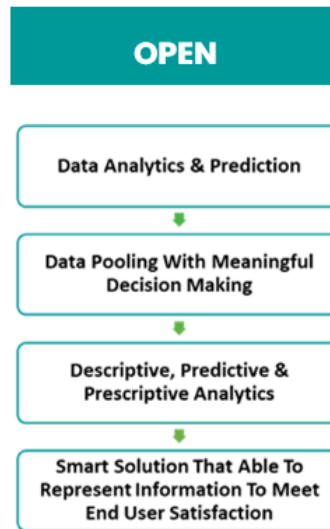 OPEN
Data Analytics & Prediction
Data Pooling With Meaningful
Decision Making
Descriptive, Predictive &
Prescriptive Analytics
Smart Solution That Able To
Represent Information To Meet
End User Satisfaction